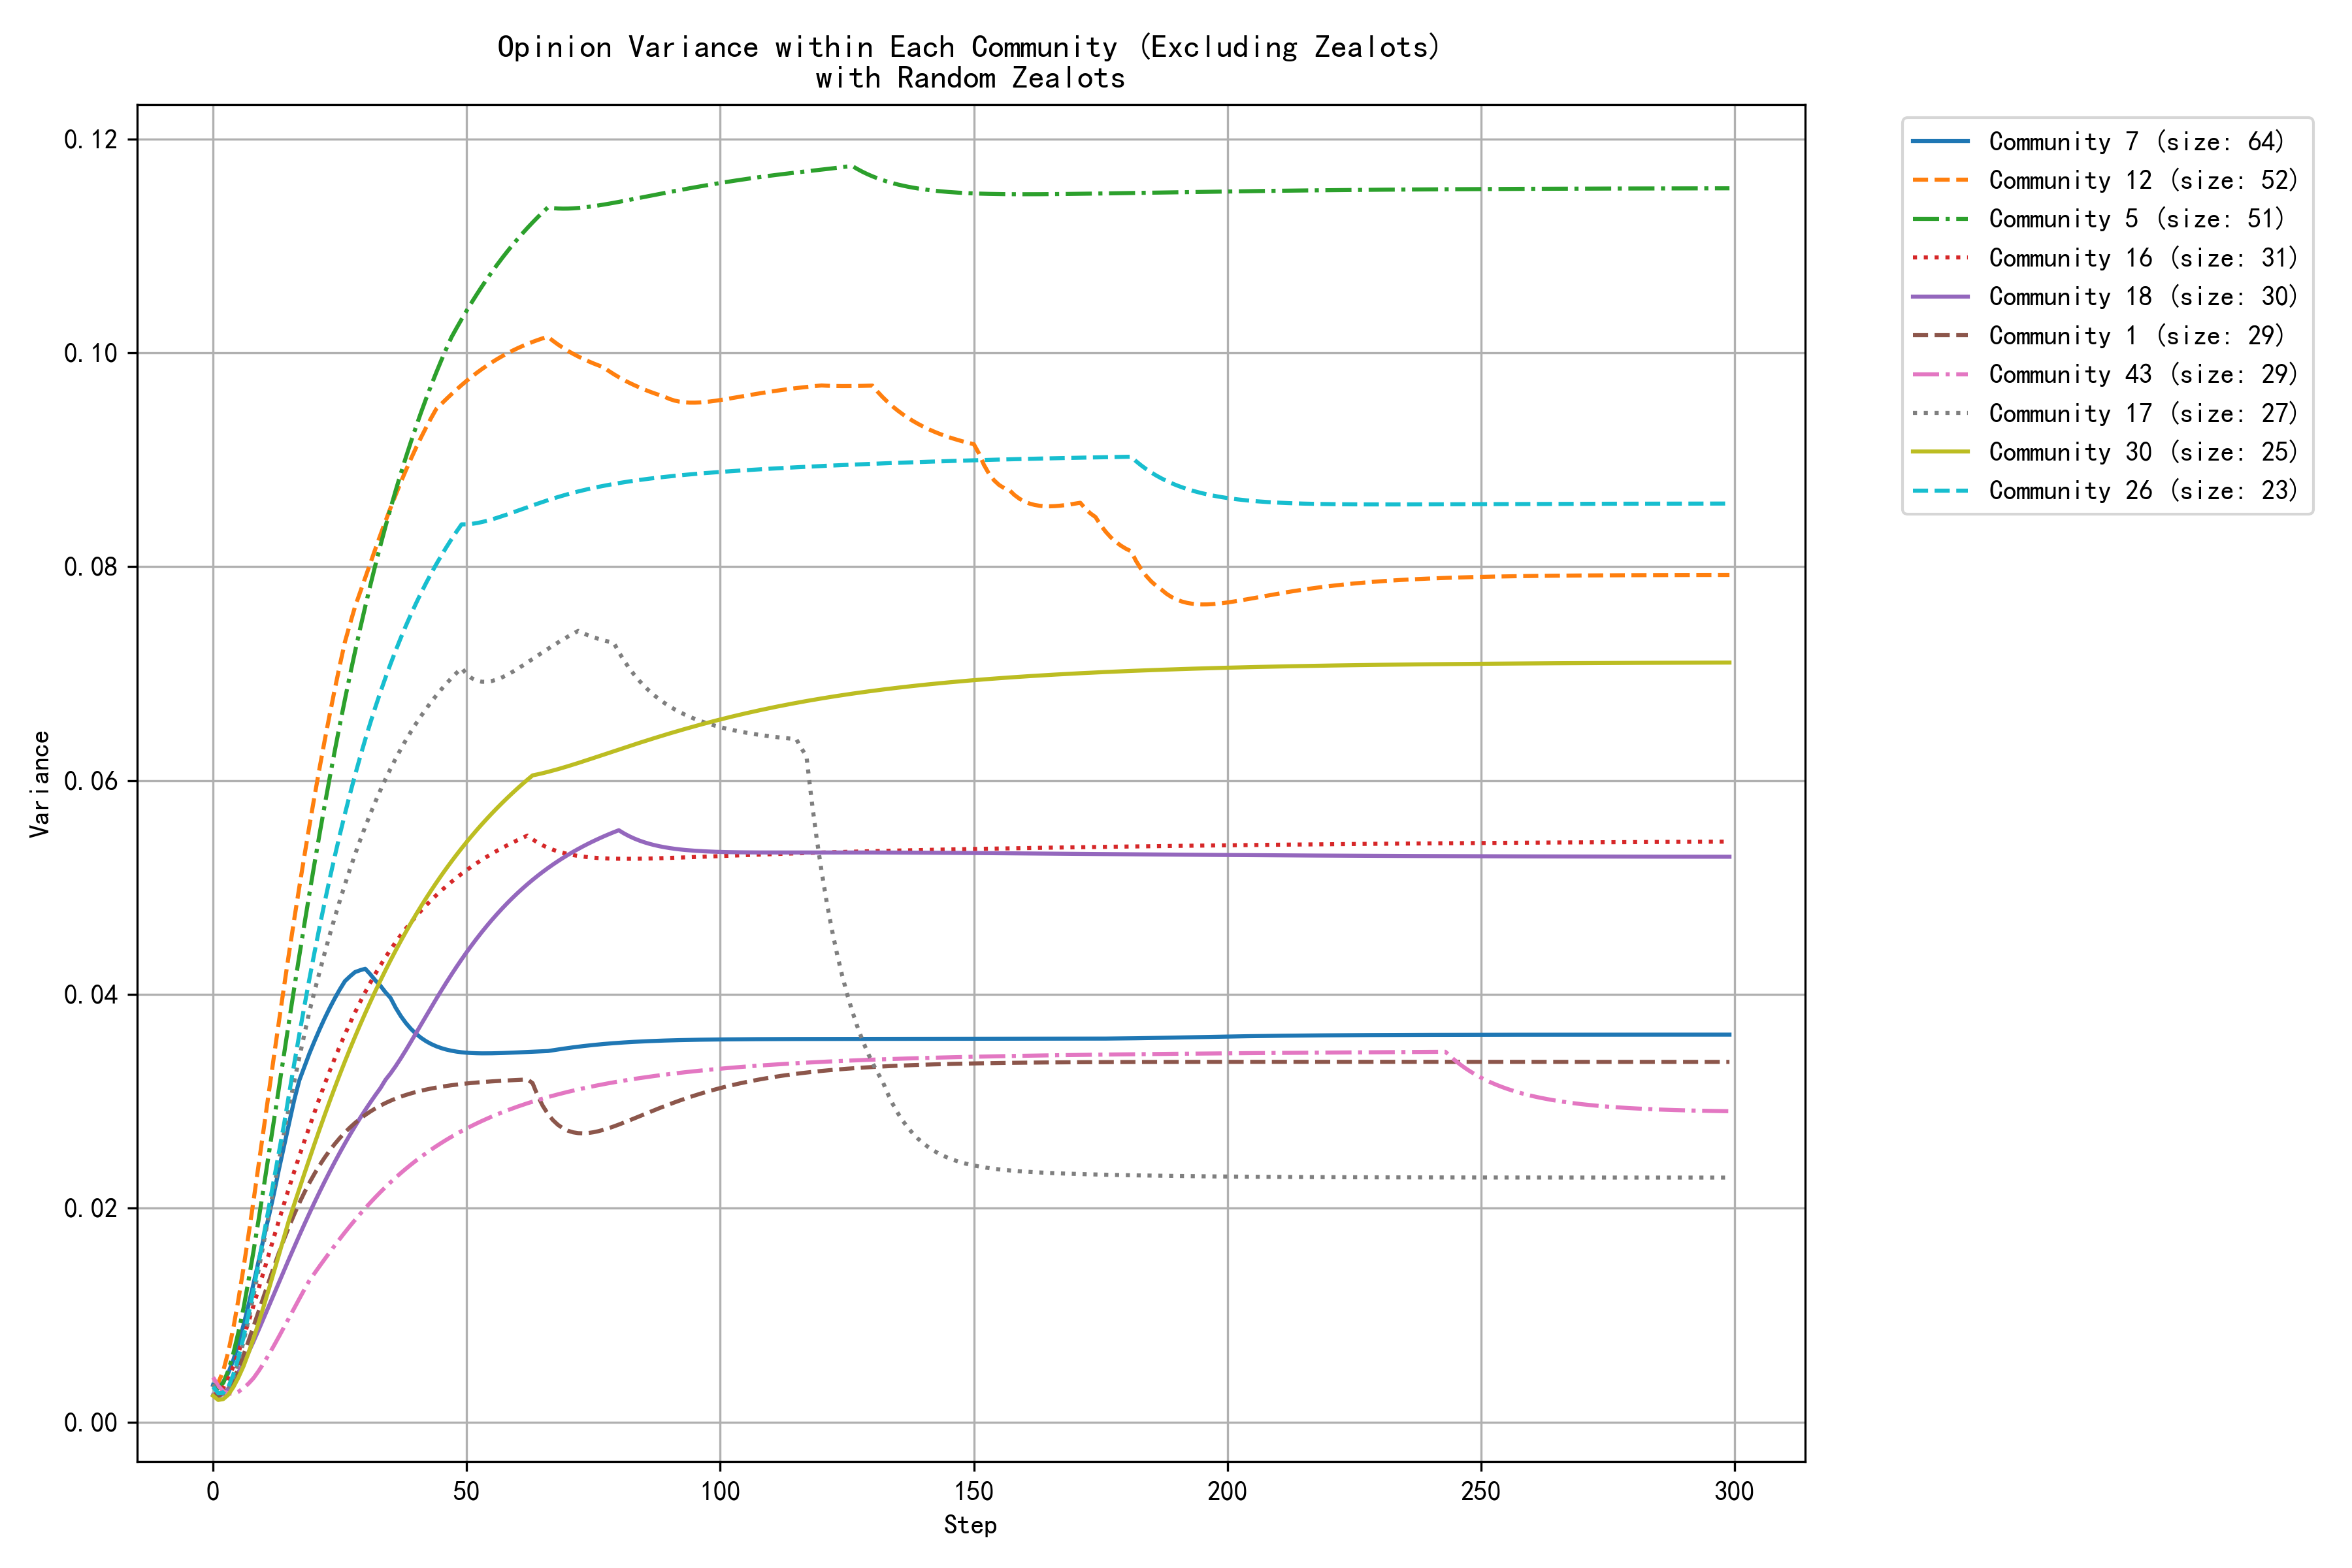 Opinion Variance within Each Community (Excluding Zealots)
with Random Zealots
0.12
0.10
0.08
0.06
0.04
0.02
0.00
Variance
0 50 100 150 200 250 300
Step
Community 7 (size: 64)
Community 12 (size: 52)
Community 5 (size: 51)
Community 16 (size: 31)
Community 18 (size: 30)
Community 1 (size: 29)
Community 43 (size: 29)
Community 17 (size: 27)
Community 30 (size: 25)
Community 26 (size: 23)